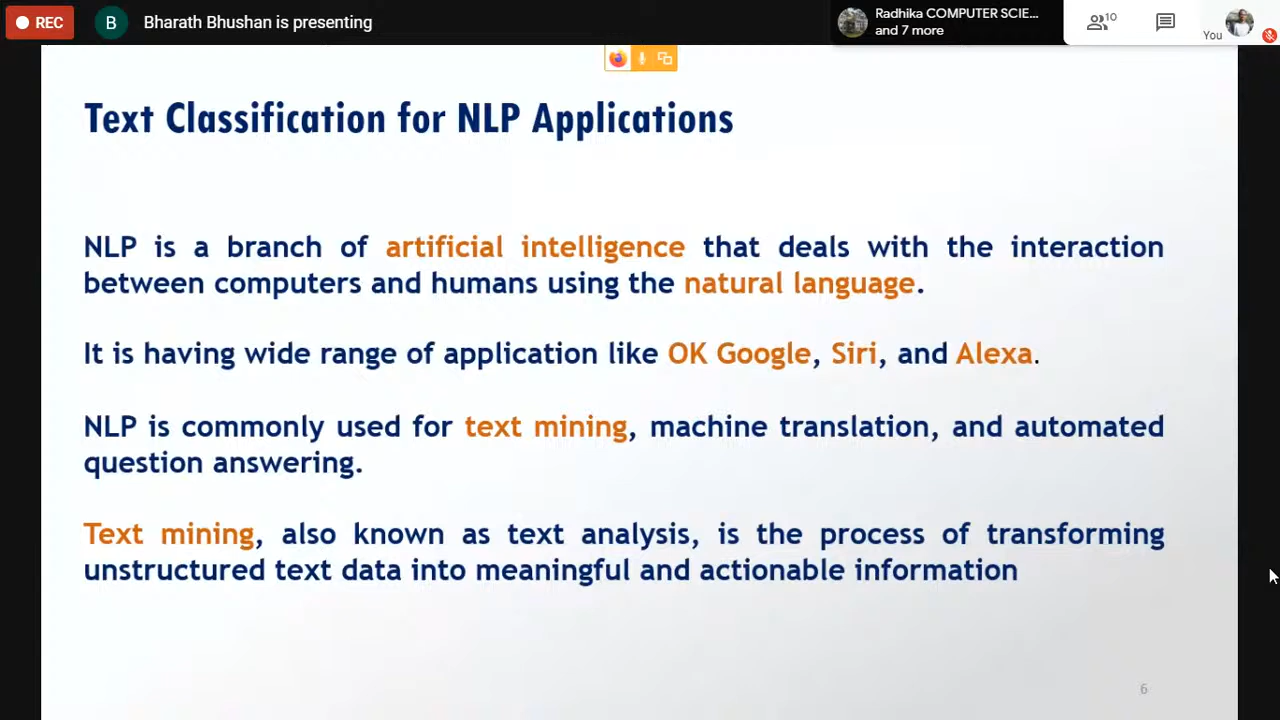 REC
B
Bharath Bhushan is presenting
Radhika COMPUTER SCIE...
and 7 more
10
You
Text Classification for NLP Applications
NLP is a branch of artificial intelligence that deals with the interaction
between computers and humans using the natural language.
It is having wide range of application like OK Google, Siri, and Alexa.
NLP is commonly used for text mining, machine translation, and automated
question answering.
Text mining, also known as text analysis, is the process of transforming
unstructured text data into meaningful and actionable information
6